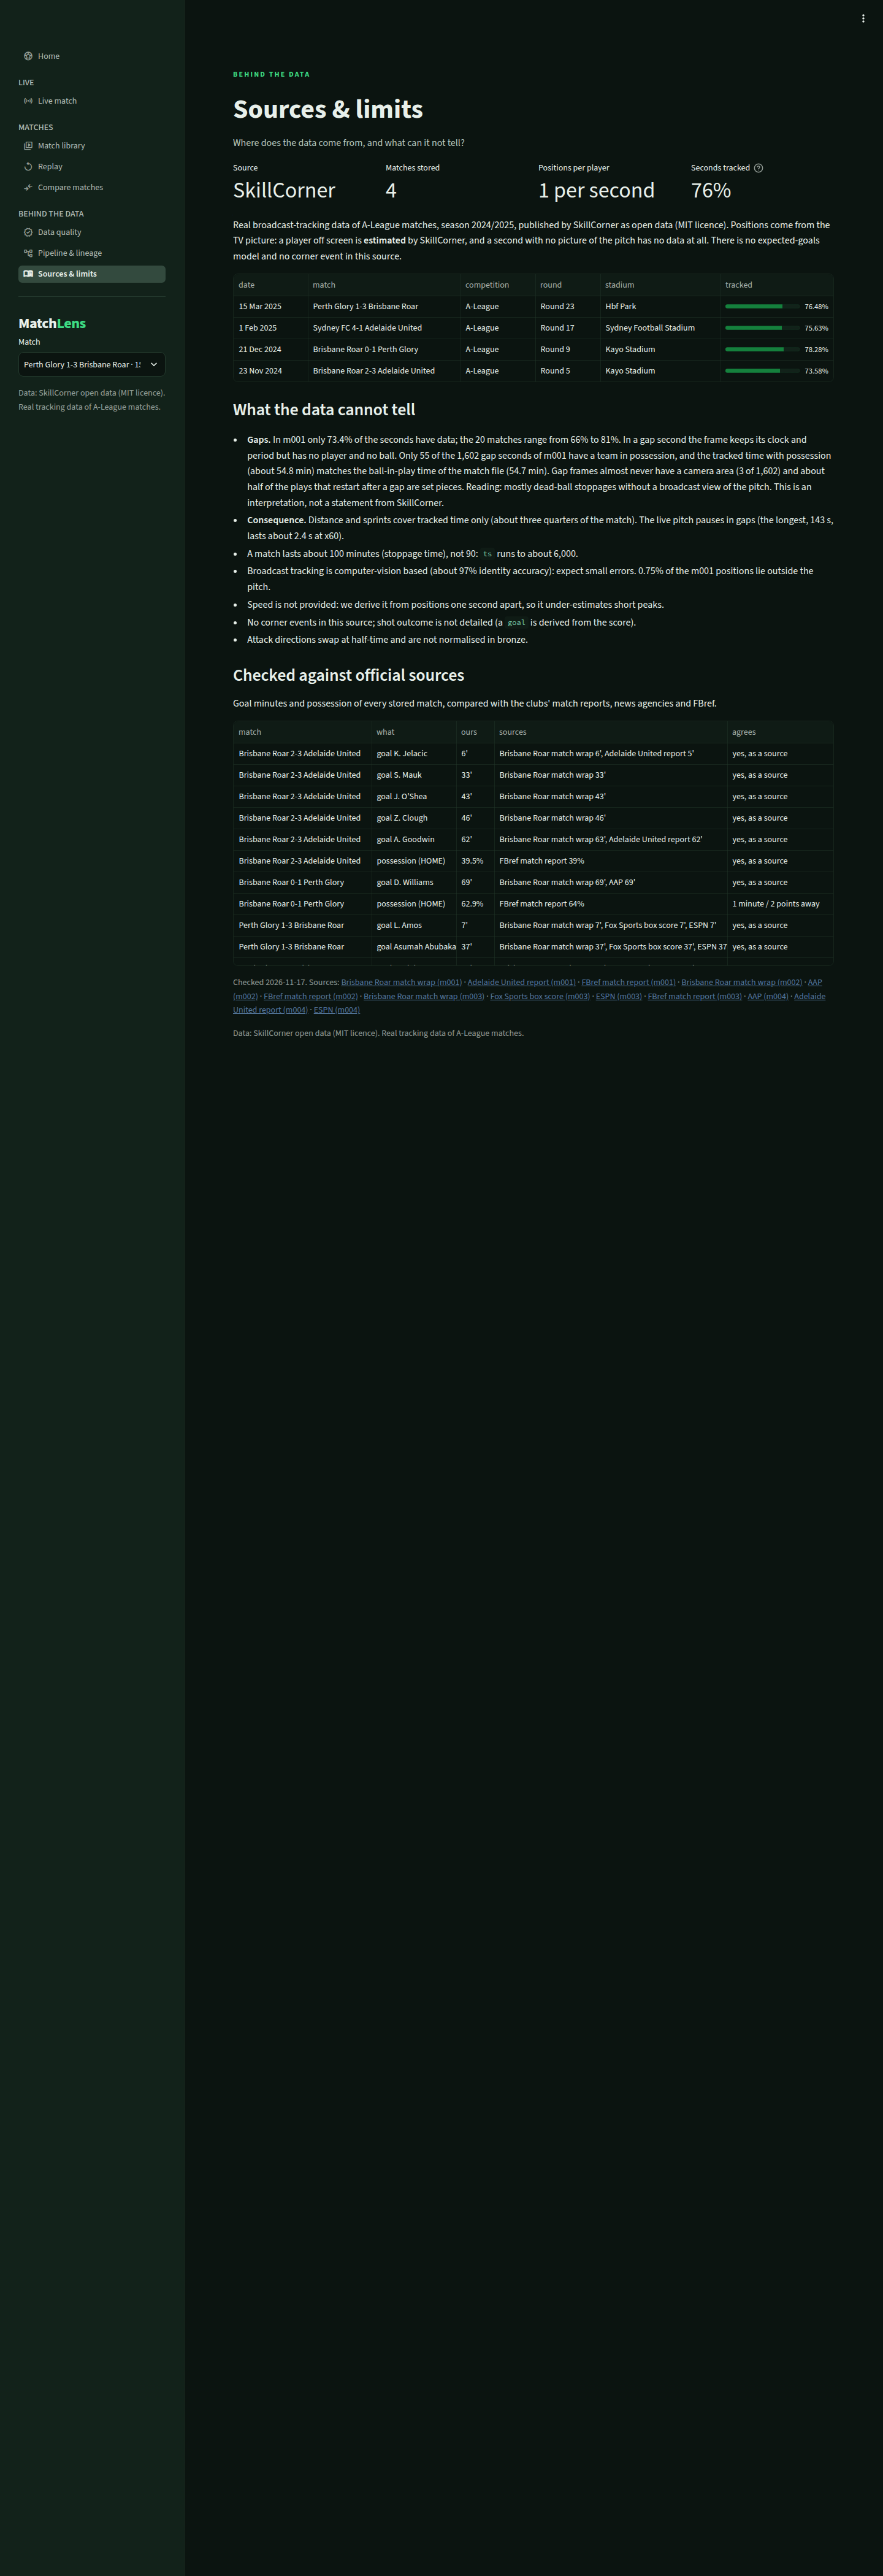 Home
LIVE
Live match
MATCHES
Match library
Replay
Compare matches
BEHIND THE DATA
Data quality
Pipeline & lineage
Sources & limits
MatchLens
Match
Perth Glory 1-3 Brisbane Roar · 1
Data: SkillCorner open data (MIT licence).
Real tracking data of A-League matches.
BEHIND THE DATA
Sources & limits
Where does the data come from, and what can it not tell?
Source Matches stored Positions per player Seconds tracked
SkillCorner 4 1 per second 76%
Real broadcast-tracking data of A-League matches, season 2024/2025, published by SkillCorner as open data (MIT licence). Positions come from the
TV picture: a player off screen is estimated by SkillCorner, and a second with no picture of the pitch has no data at all. There is no expected-goals
model and no corner event in this source.
date match competition round stadium tracked
15 Mar 2025 Perth Glory 1-3 Brisbane Roar A-League Round 23 Hbf Park 76.48%
1 Feb 2025 Sydney FC 4-1 Adelaide United A-League Round 17 Sydney Football Stadium 75.63%
21 Dec 2024 Brisbane Roar 0-1 Perth Glory A-League Round 9 Kayo Stadium 78.28%
23 Nov 2024 Brisbane Roar 2-3 Adelaide United A-League Round 5 Kayo Stadium 73.58%
What the data cannot tell
• Gaps. In m001 only 73.4% of the seconds have data; the 20 matches range from 66% to 81%. In a gap second the frame keeps its clock and
period but has no player and no ball. Only 55 of the 1,602 gap seconds of m001 have a team in possession, and the tracked time with possession
(about 54.8 min) matches the ball-in-play time of the match file (54.7 min). Gap frames almost never have a camera area (3 of 1,602) and about
half of the plays that restart after a gap are set pieces. Reading: mostly dead-ball stoppages without a broadcast view of the pitch. This is an
interpretation, not a statement from SkillCorner.
• Consequence. Distance and sprints cover tracked time only (about three quarters of the match). The live pitch pauses in gaps (the longest, 143 s,
lasts about 2.4 s at x60).
• A match lasts about 100 minutes (stoppage time), not 90: ts runs to about 6,000.
• Broadcast tracking is computer-vision based (about 97% identity accuracy): expect small errors. 0.75% of the m001 positions lie outside the
pitch.
• Speed is not provided: we derive it from positions one second apart, so it under-estimates short peaks.
• No corner events in this source; shot outcome is not detailed (a goal is derived from the score).
• Attack directions swap at half-time and are not normalised in bronze.
Checked against official sources
Goal minutes and possession of every stored match, compared with the clubs' match reports, news agencies and FBref.
match what ours sources agrees
Brisbane Roar 2-3 Adelaide United goal K. Jelacic 6' Brisbane Roar match wrap 6', Adelaide United report 5' yes, as a source
Brisbane Roar 2-3 Adelaide United goal S. Mauk 33' Brisbane Roar match wrap 33' yes, as a source
Brisbane Roar 2-3 Adelaide United goal J. O'Shea 43' Brisbane Roar match wrap 43' yes, as a source
Brisbane Roar 2-3 Adelaide United goal Z. Clough 46' Brisbane Roar match wrap 46' yes, as a source
Brisbane Roar 2-3 Adelaide United goal A. Goodwin 62' Brisbane Roar match wrap 63', Adelaide United report 62' yes, as a source
Brisbane Roar 2-3 Adelaide United possession (HOME) 39.5% FBref match report 39% yes, as a source
Brisbane Roar 0-1 Perth Glory goal D. Williams 69' Brisbane Roar match wrap 69', AAP 69' yes, as a source
Brisbane Roar 0-1 Perth Glory possession (HOME) 62.9% FBref match report 64% 1 minute / 2 points away
Perth Glory 1-3 Brisbane Roar goal L. Amos 7' Brisbane Roar match wrap 7', Fox Sports box score 7', ESPN 7' yes, as a source
Perth Glory 1-3 Brisbane Roar goal Asumah Abubaka 37' Brisbane Roar match wrap 37', Fox Sports box score 37', ESPN 37 yes, as a source
Checked 2026-11-17. Sources: Brisbane Roar match wrap (m001) · Adelaide United report (m001) · FBref match report (m001) · Brisbane Roar match wrap (m002) · AAP
(m002) · FBref match report (m002) · Brisbane Roar match wrap (m003) · Fox Sports box score (m003) · ESPN (m003) · FBref match report (m003) · AAP (m004) · Adelaide
United report (m004) · ESPN (m004)
Data: SkillCorner open data (MIT licence). Real tracking data of A-League matches.